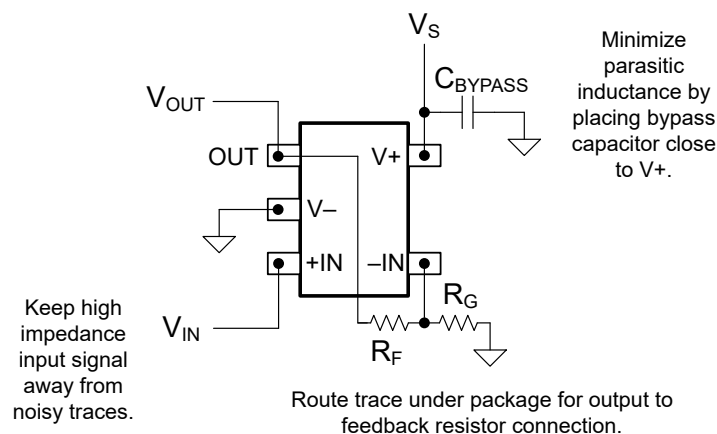 V_S
C_BYPASS
Minimize
parasitic
inductance by
placing bypass
capacitor close
to V+.
V_OUT
OUT
V+
V–
+IN
–IN
Keep high
impedance
input signal
away from
noisy traces.
V_IN
R_F
R_G
Route trace under package for output to
feedback resistor connection.